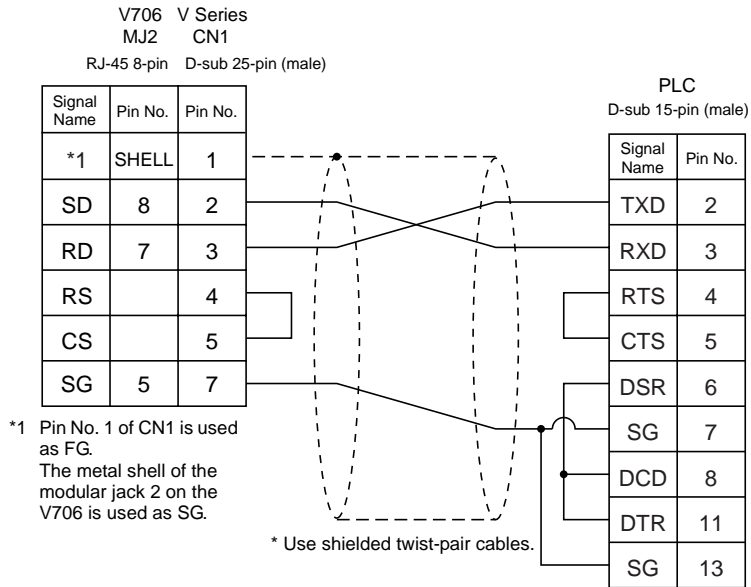 V706 V Series
MJ2 CN1
RJ-45 8-pin D-sub 25-pin (male)
Signal Name Pin No. Pin No.
*1 SHELL 1
SD 8 2
RD 7 3
RS 4
CS 5
SG 5 7
*1 Pin No. 1 of CN1 is used
as FG.
The metal shell of the
modular jack 2 on the
V706 is used as SG.
* Use shielded twist-pair cables.
PLC
D-sub 15-pin (male)
Signal Name Pin No.
TXD 2
RXD 3
RTS 4
CTS 5
DSR 6
SG 7
DCD 8
DTR 11
SG 13